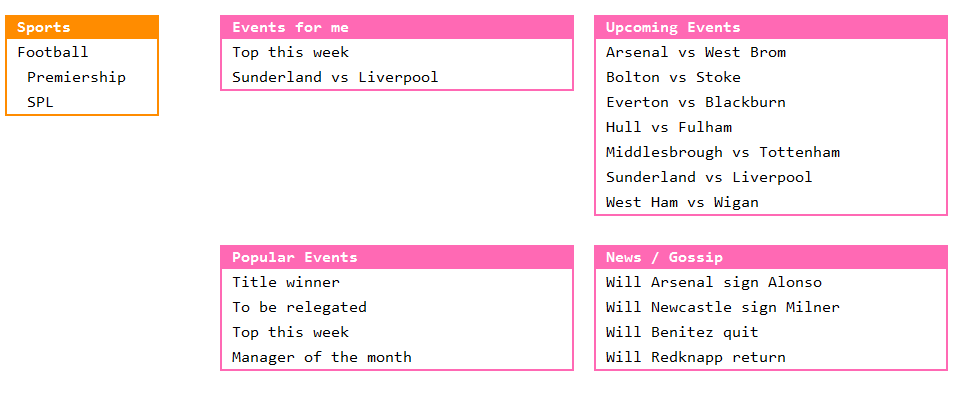 Sports
Football
Premiership
SPL
Events for me
Top this week
Sunderland vs Liverpool
Upcoming Events
Arsenal vs West Brom
Bolton vs Stoke
Everton vs Blackburn
Hull vs Fulham
Middlesbrough vs Tottenham
Sunderland vs Liverpool
West Ham vs Wigan
Popular Events
Title winner
To be relegated
Top this week
Manager of the month
News / Gossip
Will Arsenal sign Alonso
Will Newcastle sign Milner
Will Benitez quit
Will Redknapp return